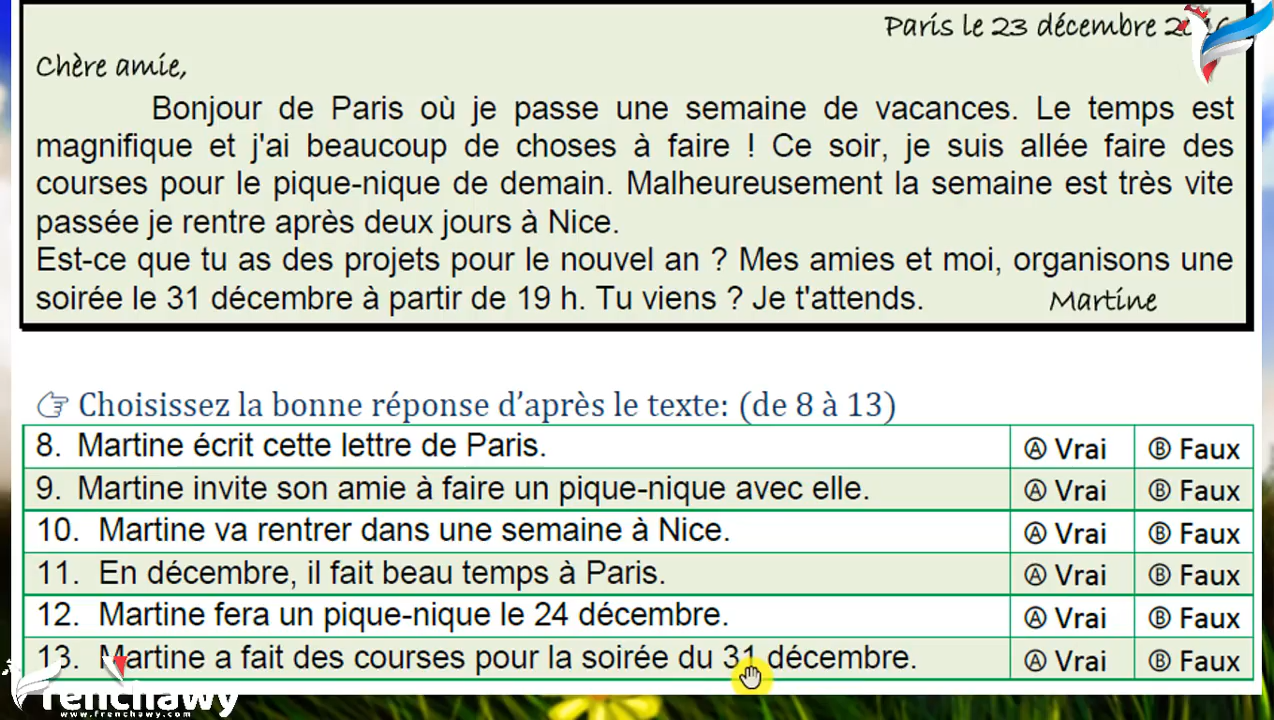 Paris le 23 décembre
Chère amie,
Bonjour de Paris où je passe une semaine de vacances. Le temps est
magnifique et j'ai beaucoup de choses à faire ! Ce soir, je suis allée faire des
courses pour le pique-nique de demain. Malheureusement la semaine est très vite
passée je rentre après deux jours à Nice.
Est-ce que tu as des projets pour le nouvel an ? Mes amies et moi, organisons une
soirée le 31 décembre à partir de 19 h. Tu viens ? Je t'attends. Martine
☞ Choisissez la bonne réponse d’après le texte: (de 8 à 13)
8. Martine écrit cette lettre de Paris. Ⓐ Vrai Ⓑ Faux
9. Martine invite son amie à faire un pique-nique avec elle. Ⓐ Vrai Ⓑ Faux
10. Martine va rentrer dans une semaine à Nice. Ⓐ Vrai Ⓑ Faux
11. En décembre, il fait beau temps à Paris. Ⓐ Vrai Ⓑ Faux
12. Martine fera un pique-nique le 24 décembre. Ⓐ Vrai Ⓑ Faux
13. Martine a fait des courses pour la soirée du 31 décembre. Ⓐ Vrai Ⓑ Faux
frenchawy
www.frenchawy.com